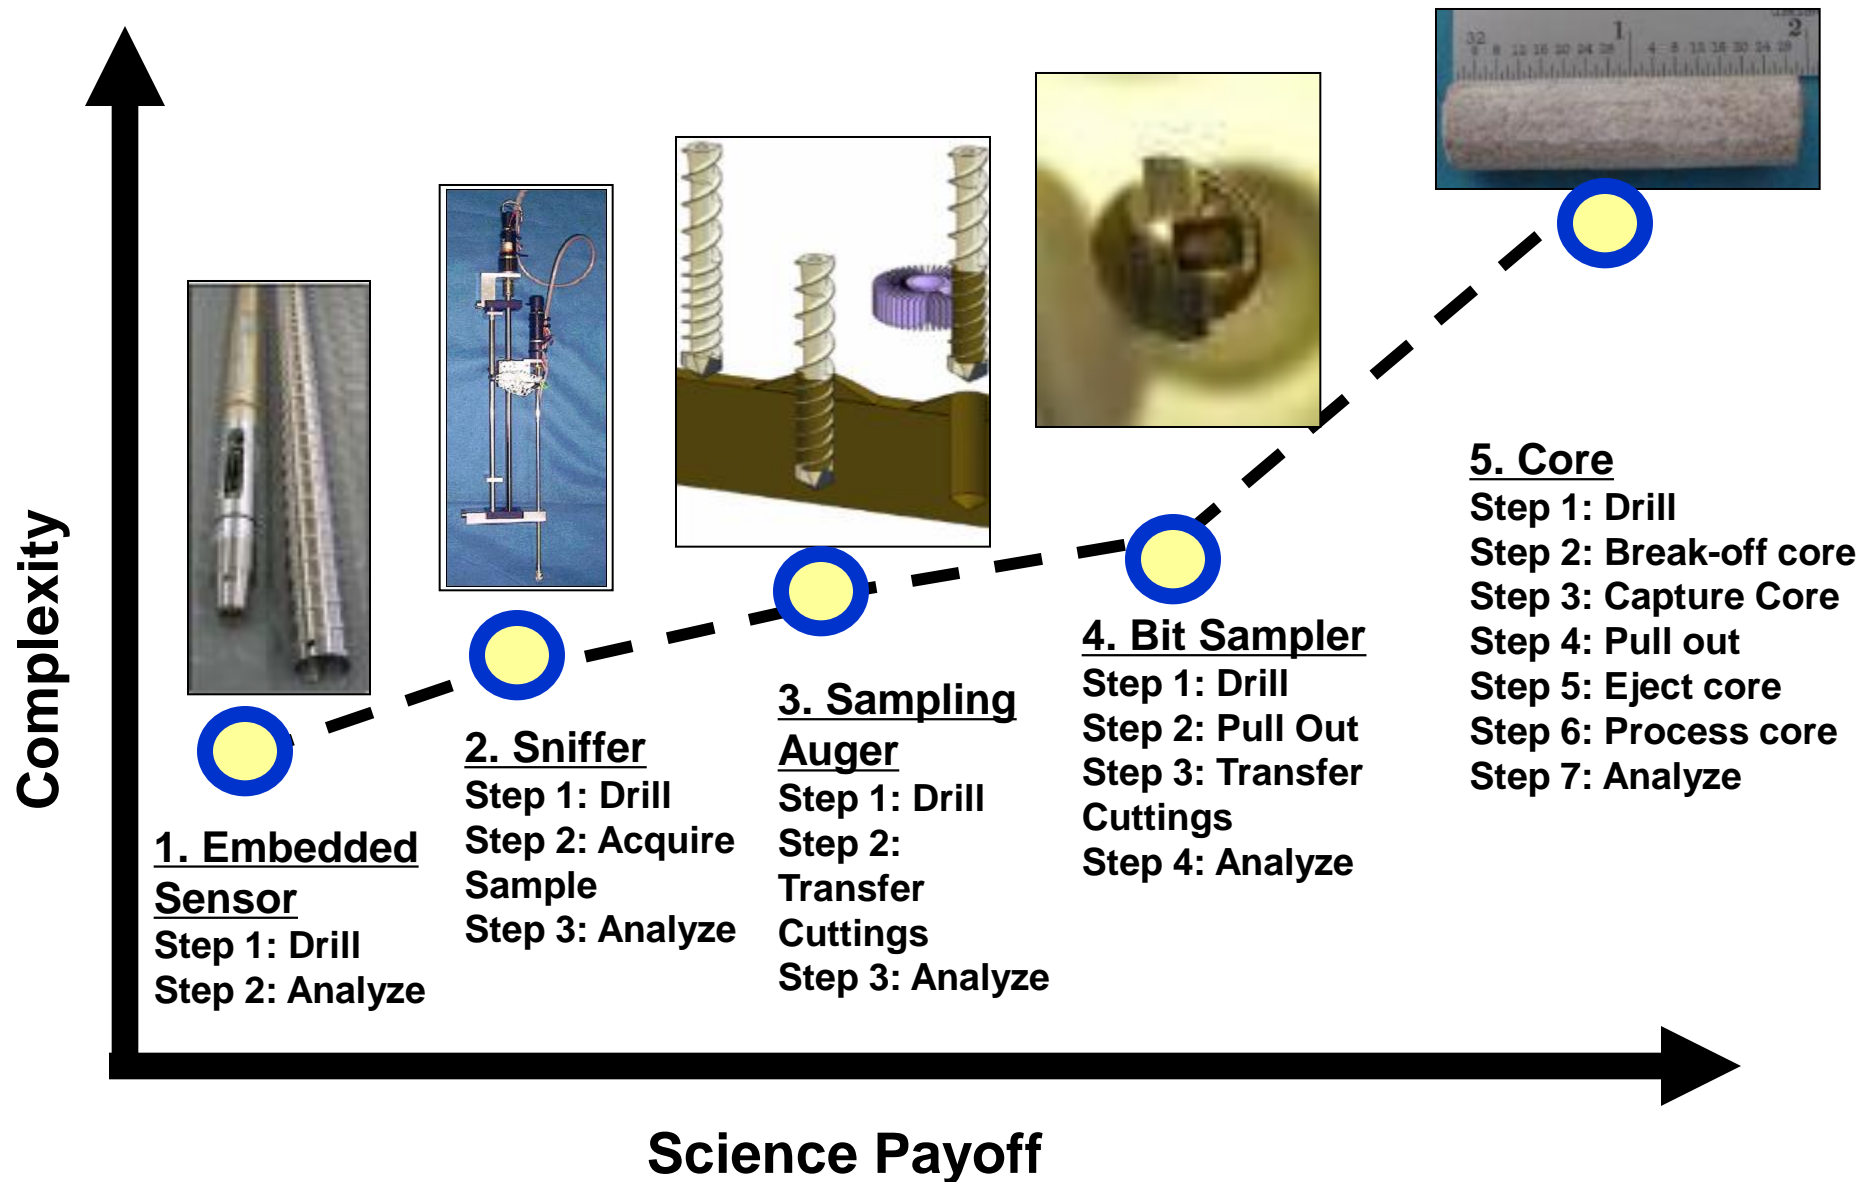 Complexity
1. Embedded
Sensor
Step 1: Drill
Step 2: Analyze
2. Sniffer
Step 1: Drill
Step 2: Acquire
Sample
Step 3: Analyze
3. Sampling
Auger
Step 1: Drill
Step 2:
Transfer
Cuttings
Step 3: Analyze
4. Bit Sampler
Step 1: Drill
Step 2: Pull Out
Step 3: Transfer
Cuttings
Step 4: Analyze
32 1 2
5. Core
Step 1: Drill
Step 2: Break-off core
Step 3: Capture Core
Step 4: Pull out
Step 5: Eject core
Step 6: Process core
Step 7: Analyze
Science Payoff